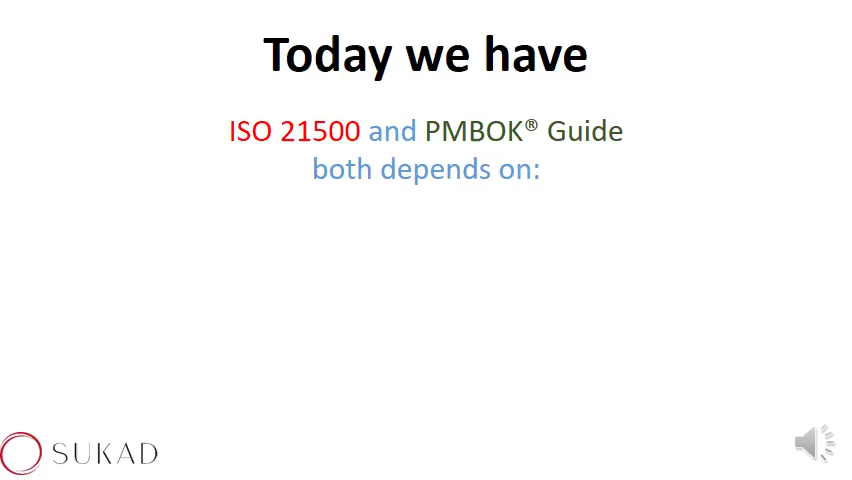 Today we have
ISO 21500 and PMBOK® Guide
both depends on:
SUKAD